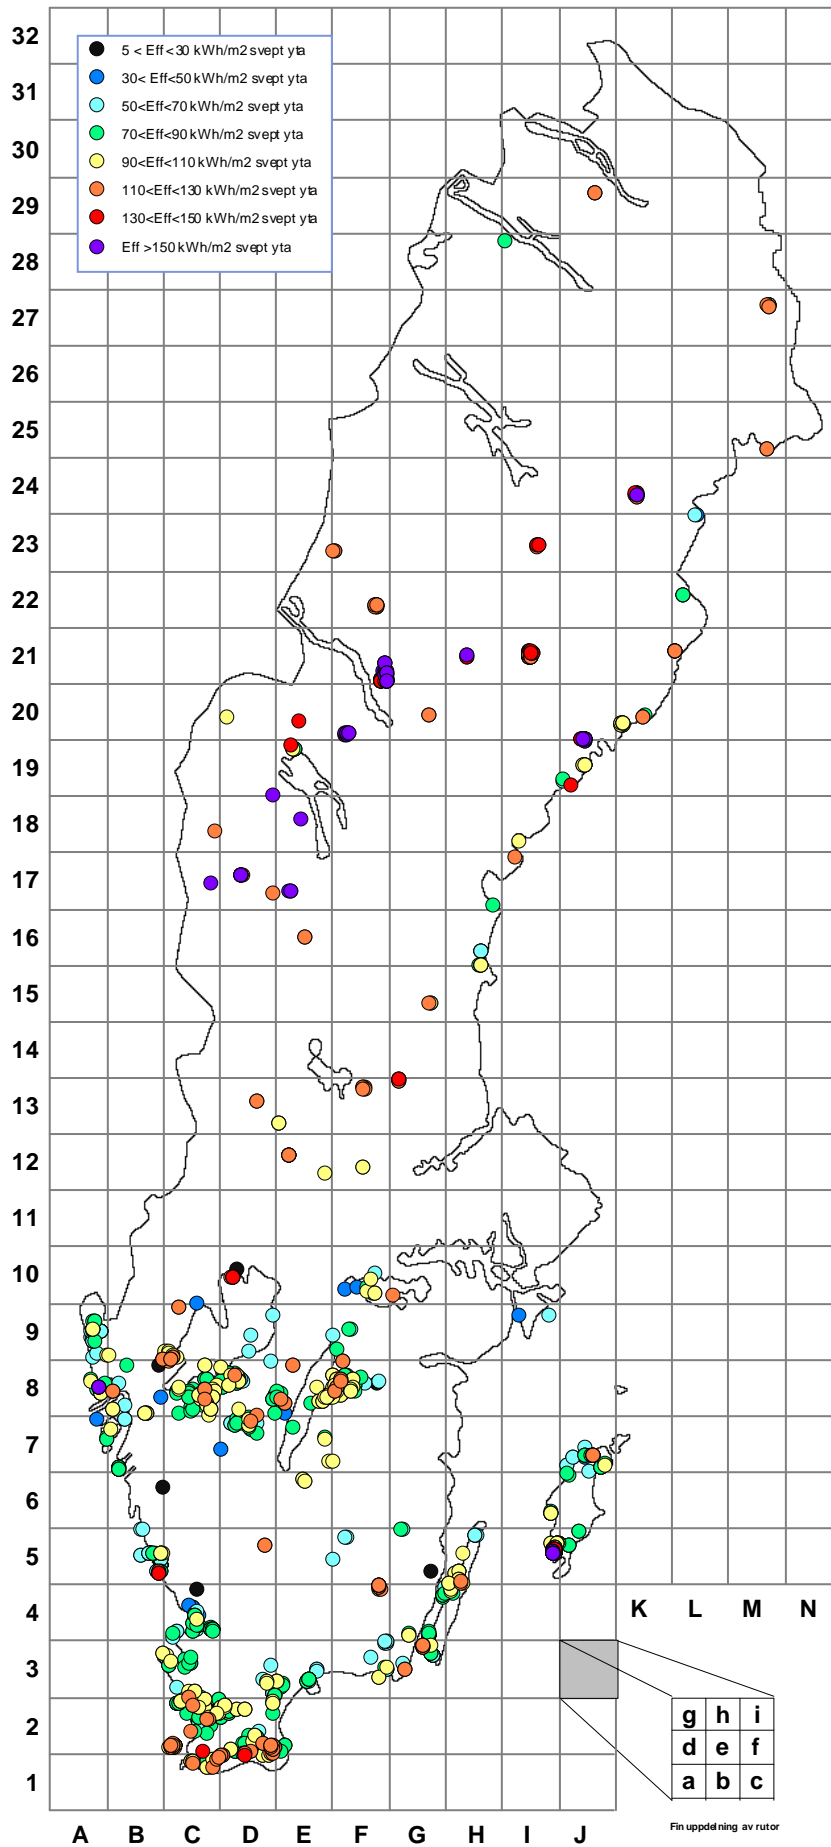 32
5 < Eff<30 kWh/m2 svept yta
30< Eff<50 kWh/m2 svept yta
31
50<Eff<70 kWh/m2 svept yta
70<Eff<90 kWh/m2 svept yta
30
90<Eff<110 kWh/m2 svept yta
110<Eff<130 kWh/m2 svept yta
29
130<Eff<150 kWh/m2 svept yta
Eff >150 kWh/m2 svept yta
28
27
26
25
24
23
22
21
20
19
18
17
16
15
14
13
12
11
10
9
8
7
6
5
4
K L M N
3
g h i
2
d e f
a b c
1
Fin uppdelning av rutor
A B C D E F G H I J